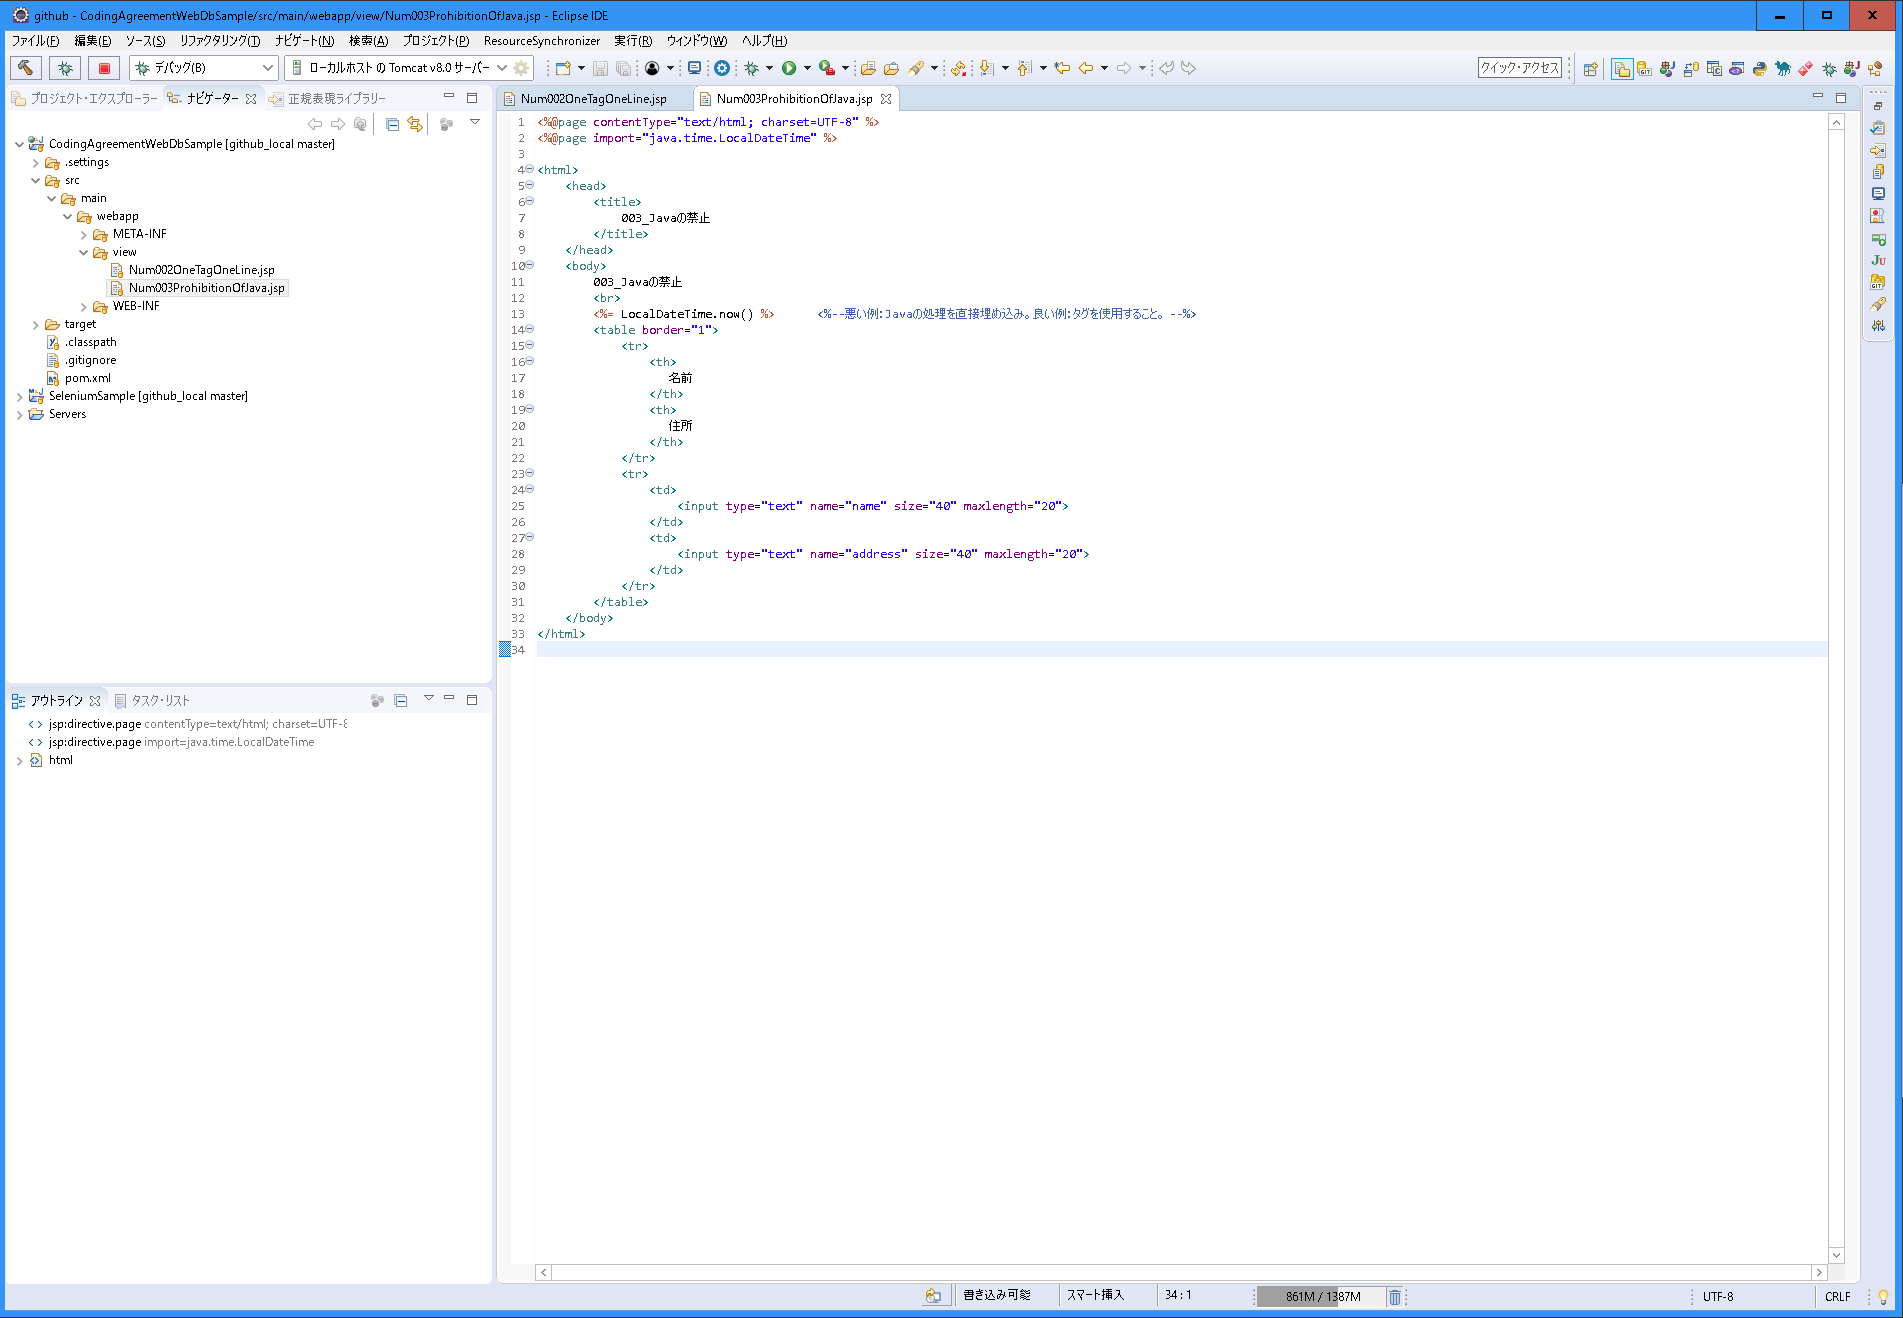 github - CodingAgreementWebDbSample/src/main/webapp/view/Num003ProhibitionOfJava.jsp - Eclipse IDE
ファイル(F) 編集(E) ソース(S) リファクタリング(T) ナビゲート(N) 検索(A) プロジェクト(P) ResourceSynchronizer 実行(R) ウィンドウ(W) ヘルプ(H)
デバッグ(B) ローカルホスト の Tomcat v8.0 サーバー クイック・アクセス
プロジェクト・エクスプローラー ナビゲーター 正規表現ライブラリー
CodingAgreementWebDbSample [github_local master]
.settings
src
main
webapp
META-INF
view
Num002OneTagOneLine.jsp
Num003ProhibitionOfJava.jsp
WEB-INF
target
.classpath
.gitignore
pom.xml
SeleniumSample [github_local master]
Servers
アウトライン タスク・リスト
jsp:directive.page contentType=text/html; charset=UTF-8
jsp:directive.page import=java.time.LocalDateTime
html
Num002OneTagOneLine.jsp Num003ProhibitionOfJava.jsp
1 <%@page contentType="text/html; charset=UTF-8" %>
2 <%@page import="java.time.LocalDateTime" %>
3
4 <html>
5 <head>
6 <title>
7 003_Javaの禁止
8 </title>
9 </head>
10 <body>
11 003_Javaの禁止
12 <br>
13 <%= LocalDateTime.now() %> <%--悪い例:Javaの処理を直接埋め込み。良い例:タグを使用すること。 --%>
14 <table border="1">
15 <tr>
16 <th>
17 名前
18 </th>
19 <th>
20 住所
21 </th>
22 </tr>
23 <tr>
24 <td>
25 <input type="text" name="name" size="40" maxlength="20">
26 </td>
27 <td>
28 <input type="text" name="address" size="40" maxlength="20">
29 </td>
30 </tr>
31 </table>
32 </body>
33 </html>
34
書き込み可能 スマート挿入 34 : 1 861M / 1387M UTF-8 CRLF